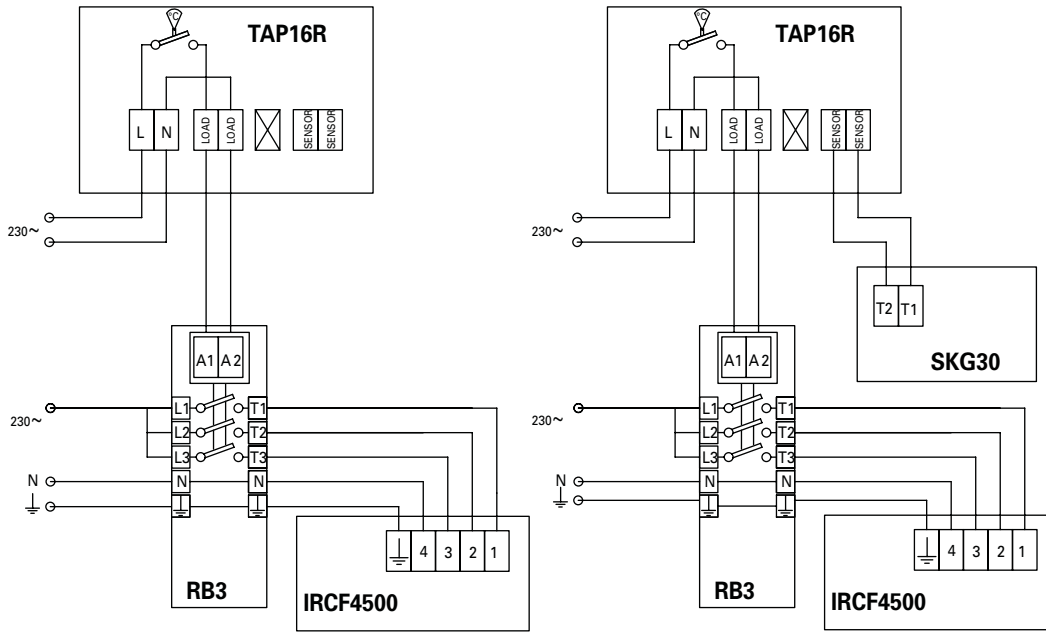 °C
TAP16R
L N LOAD LOAD SENSOR SENSOR
230~
A1 A2
230~
L1 T1
L2 T2
L3 T3
N N N
4 3 2 1
RB3
IRCF4500
°C
TAP16R
L N LOAD LOAD SENSOR SENSOR
230~
T2 T1
SKG30
A1 A2
230~
L1 T1
L2 T2
L3 T3
N N N
4 3 2 1
RB3
IRCF4500